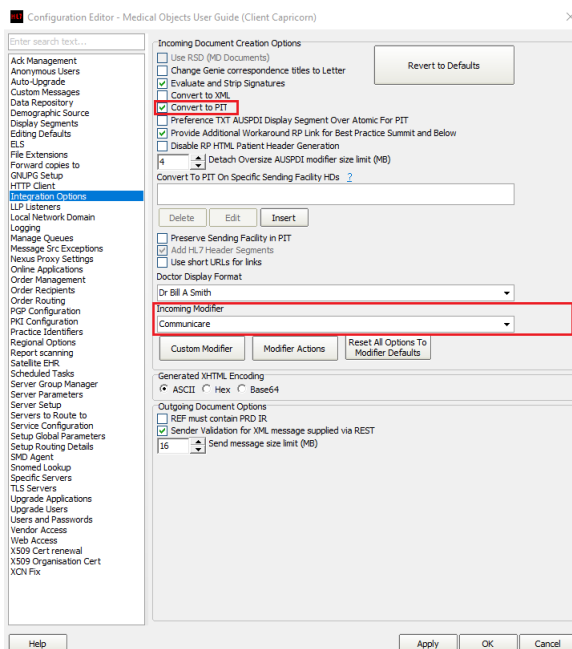 Configuration Editor - Medical Objects User Guide (Client Capricorn)
Enter search text...
Ack Management
Anonymous Users
Auto-Upgrade
Custom Messages
Data Repository
Demographic Source
Display Segments
Editing Defaults
ELS
File Extensions
Forward copies to
GNUPG Setup
HTTP Client
Integration Options
LLP Listeners
Local Network Domain
Logging
Manage Queues
Message Src Exceptions
Nexus Proxy Settings
Online Applications
Order Management
Order Recipients
Order Routing
PGP Configuration
PKI Configuration
Practice Identifiers
Regional Options
Report scanning
Satellite EHR
Scheduled Tasks
Server Group Manager
Server Parameters
Server Setup
Servers to Route to
Service Configuration
Setup Global Parameters
Setup Routing Details
SMD Agent
Snomed Lookup
Specific Servers
TLS Servers
Upgrade Applications
Upgrade Users
Users and Passwords
Vendor Access
Web Access
X509 Cert renewal
X509 Organisation Cert
XCN Fix
Incoming Document Creation Options
Use RSD (MD Documents)
Revert to Defaults
Change Genie correspondence titles to Letter
Evaluate and Strip Signatures
Convert to XML
Convert to PIT
Preference TXT AUSPDI Display Segment Over Atomic For PIT
Provide Additional Workaround RP Link for Best Practice Summit and Below
Disable RP HTML Patient Header Generation
4 Detach Oversize AUSPDI modifier size limit (MB)
Convert To PIT On Specific Sending Facility HDs ?
Delete Edit Insert
Preserve Sending Facility in PIT
Add HL7 Header Segments
Use short URLs for links
Doctor Display Format
Dr Bill A Smith
Incoming Modifier
Communicare
Custom Modifier Modifier Actions Reset All Options To
Modifier Defaults
Generated XHTML Encoding
ASCII Hex Base64
Outgoing Document Options
REF must contain PRD IR
Sender Validation for XML message supplied via REST
16 Send message size limit (MB)
Help Apply OK Cancel